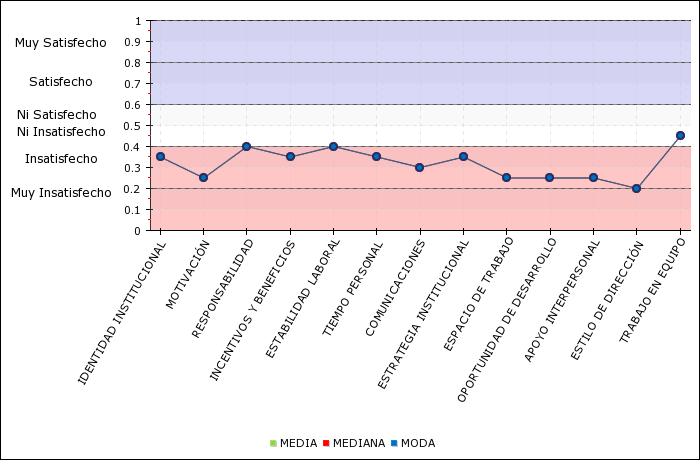 1
0.9
0.8
0.7
0.6
0.5
0.4
0.3
0.2
0.1
0
Muy Satisfecho
Satisfecho
Ni Satisfecho
Ni Insatisfecho
Insatisfecho
Muy Insatisfecho
IDENTIDAD INSTITUCIONAL
MOTIVACIÓN
RESPONSABILIDAD
INCENTIVOS Y BENEFICIOS
ESTABILIDAD LABORAL
TIEMPO PERSONAL
COMUNICACIONES
ESTRATEGIA INSTITUCIONAL
ESPACIO DE TRABAJO
OPORTUNIDAD DE DESARROLLO
APOYO INTERPERSONAL
ESTILO DE DIRECCIÓN
TRABAJO EN EQUIPO
MEDIA MEDIANA MODA